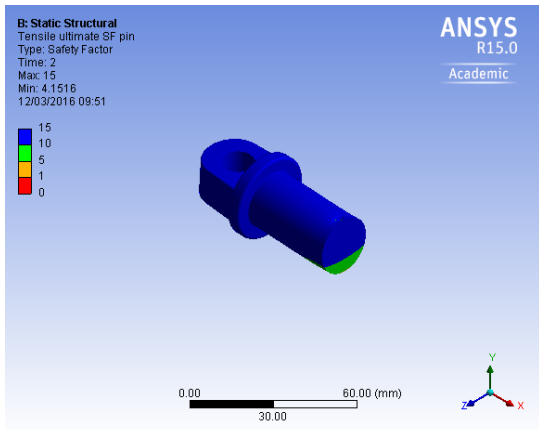 B: Static Structural
Tensile ultimate SF pin
Type: Safety Factor
Time: 2
Max: 15
Min: 4.1516
12/03/2016 09:51
ANSYS
R15.0
Academic
15
10
5
1
0
0.00
60.00 (mm)
30.00
Y
Z
X